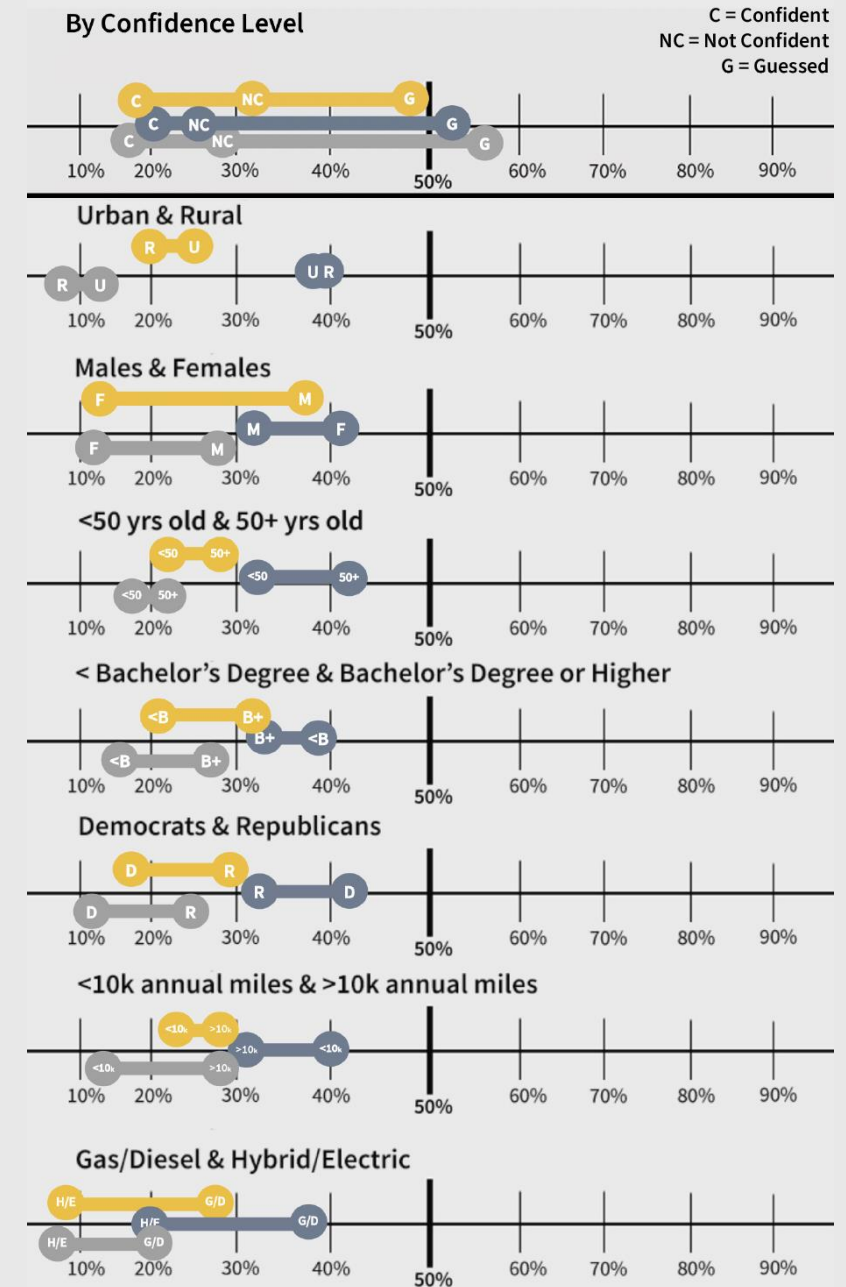 By Confidence Level
C = Confident
NC = Not Confident
G = Guessed
C NC G
C NC G
C NC G
10% 20% 30% 40% 50% 60% 70% 80% 90%
Urban & Rural
R U
U R
R U
10% 20% 30% 40% 50% 60% 70% 80% 90%
Males & Females
F M
M F
F M
10% 20% 30% 40% 50% 60% 70% 80% 90%
<50 yrs old & 50+ yrs old
<50 50+
<50 50+
<50 50+
10% 20% 30% 40% 50% 60% 70% 80% 90%
< Bachelor’s Degree & Bachelor’s Degree or Higher
<B B+
B+ <B
<B B+
10% 20% 30% 40% 50% 60% 70% 80% 90%
Democrats & Republicans
D R
R D
D R
10% 20% 30% 40% 50% 60% 70% 80% 90%
<10k annual miles & >10k annual miles
<10k >10k
>10k <10k
<10k >10k
10% 20% 30% 40% 50% 60% 70% 80% 90%
Gas/Diesel & Hybrid/Electric
H/E G/D
H/E G/D
H/E G/D
10% 20% 30% 40% 50% 60% 70% 80% 90%